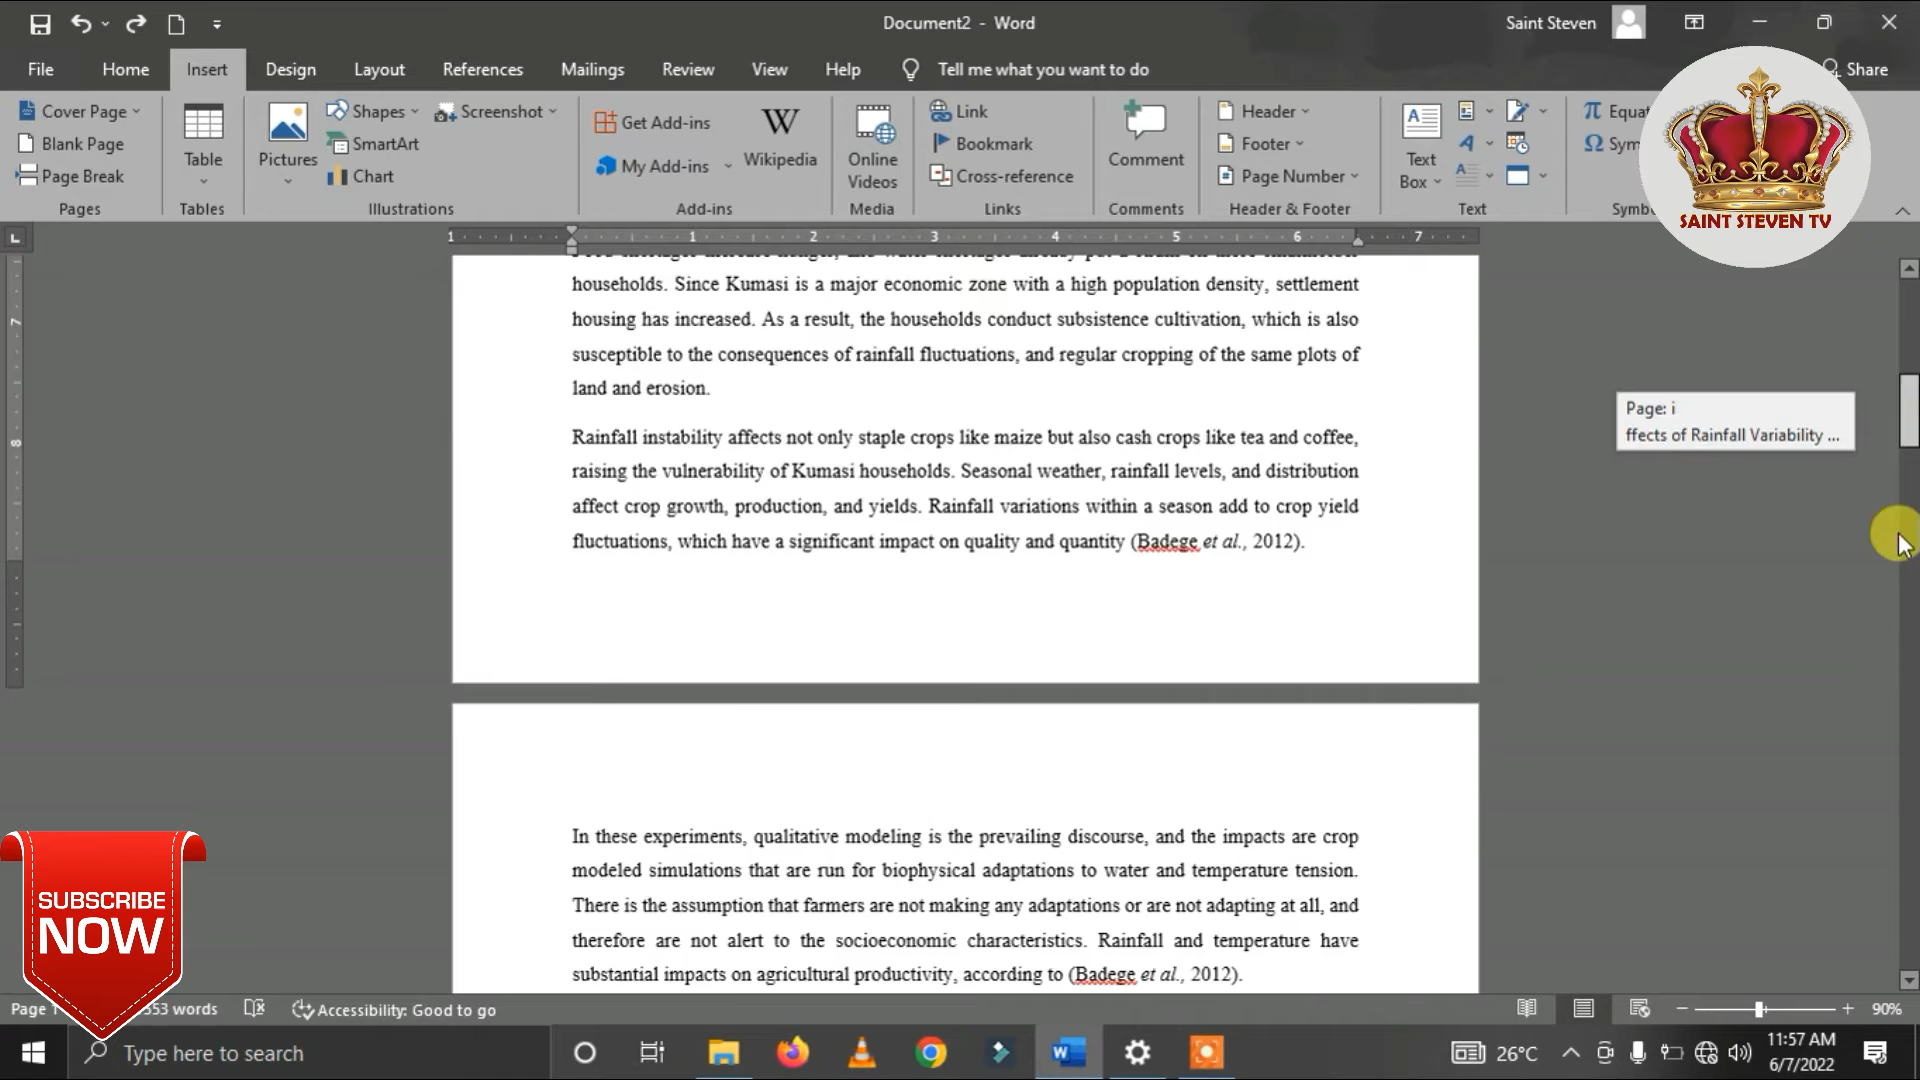 Document2 - Word
Saint Steven
File Home Insert Design Layout References Mailings Review View Help Tell me what you want to do Share
Cover Page
Blank Page
Page Break
Pages
Table
Tables
Pictures
Shapes
SmartArt
Chart
Screenshot
Illustrations
Get Add-ins
My Add-ins
Wikipedia
Add-ins
Online
Videos
Media
Link
Bookmark
Cross-reference
Links
Comment
Comments
Header
Footer
Page Number
Header & Footer
Text
Box
Text
SAINT STEVEN TV
L
1 1 2 3 4 5 6 7
households. Since Kumasi is a major economic zone with a high population density, settlement
housing has increased. As a result, the households conduct subsistence cultivation, which is also
susceptible to the consequences of rainfall fluctuations, and regular cropping of the same plots of
land and erosion.
Page: i
ffects of Rainfall Variability ...
7
8
Rainfall instability affects not only staple crops like maize but also cash crops like tea and coffee,
raising the vulnerability of Kumasi households. Seasonal weather, rainfall levels, and distribution
affect crop growth, production, and yields. Rainfall variations within a season add to crop yield
fluctuations, which have a significant impact on quality and quantity (Badege et al., 2012).
In these experiments, qualitative modeling is the prevailing discourse, and the impacts are crop
modeled simulations that are run for biophysical adaptations to water and temperature tension.
There is the assumption that farmers are not making any adaptations or are not adapting at all, and
therefore are not alert to the socioeconomic characteristics. Rainfall and temperature have
substantial impacts on agricultural productivity, according to (Badege et al., 2012).
SUBSCRIBE
NOW
Page words Accessibility: Good to go 90%
Type here to search
26°C
11:57 AM
6/7/2022